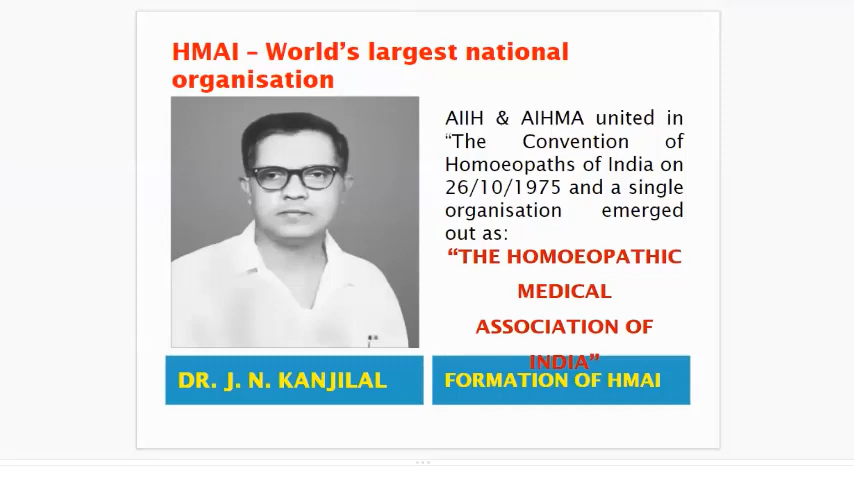 HMAI – World's largest national
organisation
AIIH & AIHMA united in
“The Convention of
Homoeopaths of India on
26/10/1975 and a single
organisation emerged
out as:
“THE HOMOEOPATHIC
MEDICAL
ASSOCIATION OF
INDIA”
DR. J. N. KANJILAL
FORMATION OF HMAI